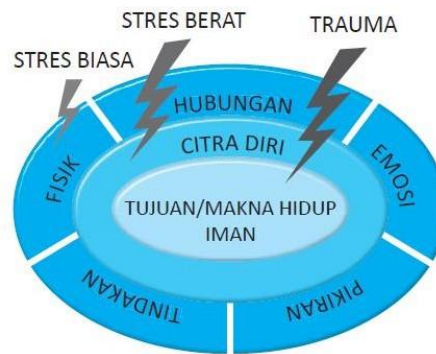 STRES BERAT
TRAUMA
STRES BIASA
HUBUNGAN
CITRA DIRI
FISIK
EMOSI
TUJUAN/MAKNA HIDUP
IMAN
TINDAKAN
PIKIRAN